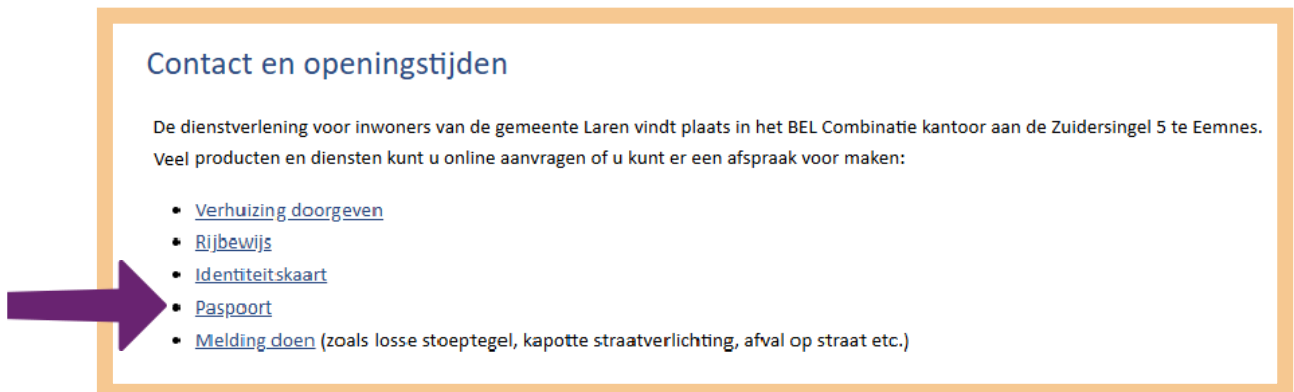 Contact en openingstijden
De dienstverlening voor inwoners van de gemeente Laren vindt plaats in het BEL Combinatie kantoor aan de Zuidersingel 5 te Eemnes.
Veel producten en diensten kunt u online aanvragen of u kunt er een afspraak voor maken:
• Verhuizing doorgeven
• Rijbewijs
• Identiteitskaart
• Paspoort
• Melding doen (zoals losse stoeptegel, kapotte straatverlichting, afval op straat etc.)